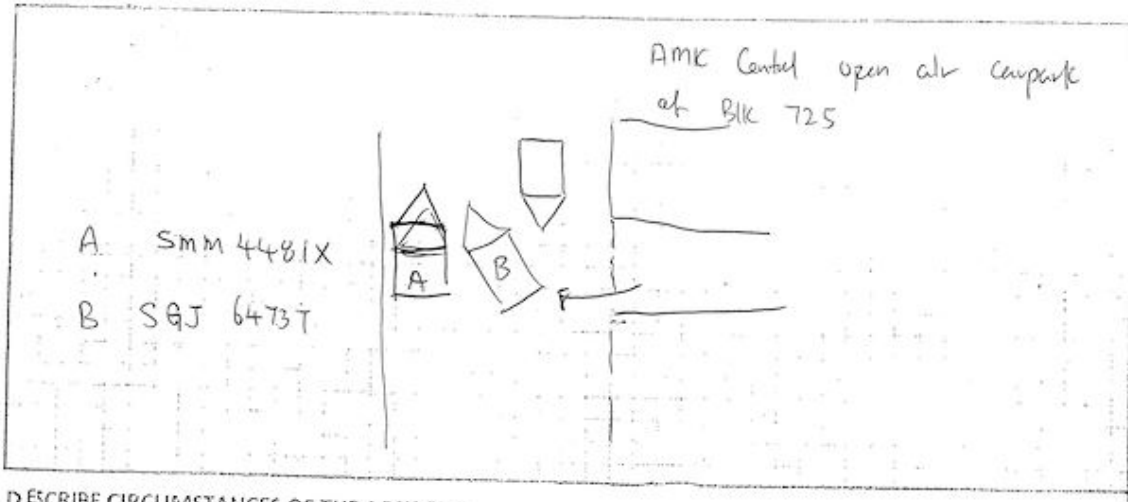 AMK Central open air carpark
at Blk 725
A SMM 4481X
B SGJ 6473T
A
B
DESCRIBE CIRCUMSTANCES OF THE